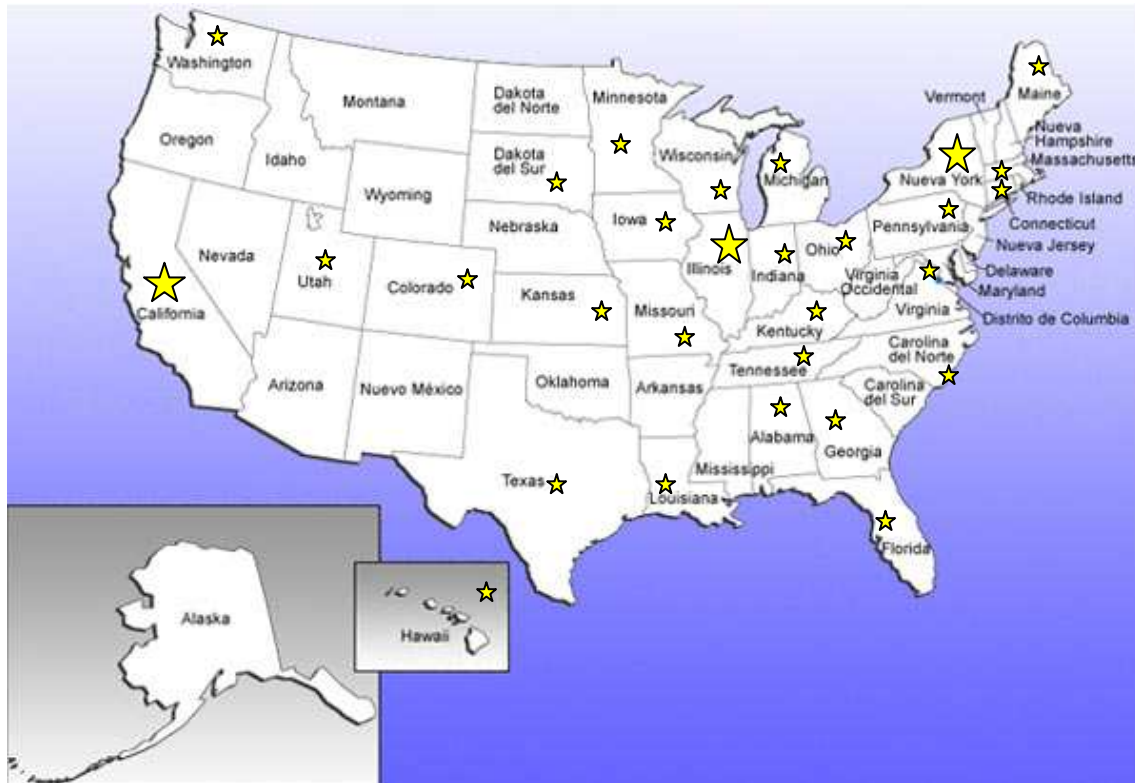 Washington
Oregon
California
Nevada
Idaho
Montana
Wyoming
Utah
Arizona
Colorado
Nuevo México
Dakota
del Norte
Dakota
del Sur
Nebraska
Kansas
Oklahoma
Texas
Minnesota
Iowa
Missouri
Arkansas
Louisiana
Wisconsin
Illinois
Michigan
Indiana
Ohio
Kentucky
Tennessee
Mississippi
Alabama
Georgia
Florida
Carolina
del Sur
Carolina
del Norte
Virginia
Virginia
Occidental
Pennsylvania
Nueva York
Vermont
Maine
Nueva
Hampshire
Massachusetts
Rhode Island
Connecticut
Nueva Jersey
Delaware
Maryland
Distrito de Columbia
Alaska
Hawaii